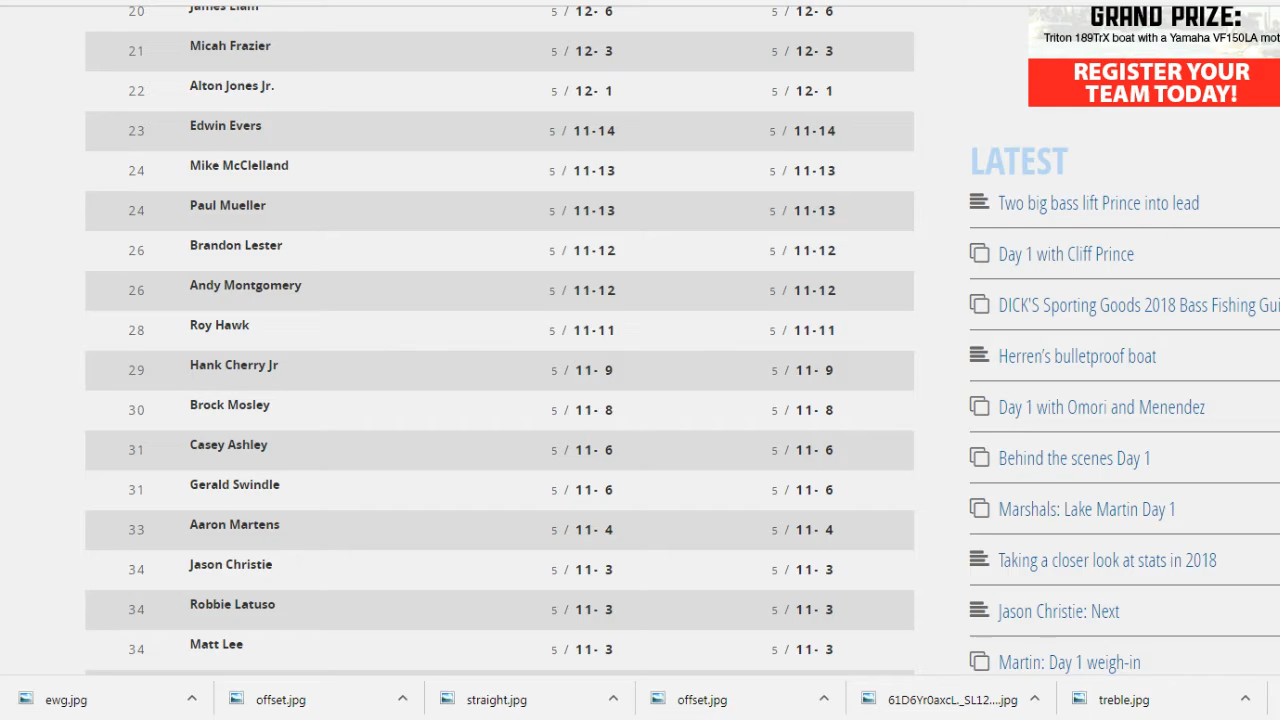 20 James Elam 5 / 12- 6 5 / 12- 6
21 Micah Frazier 5 / 12- 3 5 / 12- 3
22 Alton Jones Jr. 5 / 12- 1 5 / 12- 1
23 Edwin Evers 5 / 11-14 5 / 11-14
24 Mike McClelland 5 / 11-13 5 / 11-13
24 Paul Mueller 5 / 11-13 5 / 11-13
26 Brandon Lester 5 / 11-12 5 / 11-12
26 Andy Montgomery 5 / 11-12 5 / 11-12
28 Roy Hawk 5 / 11-11 5 / 11-11
29 Hank Cherry Jr 5 / 11- 9 5 / 11- 9
30 Brock Mosley 5 / 11- 8 5 / 11- 8
31 Casey Ashley 5 / 11- 6 5 / 11- 6
31 Gerald Swindle 5 / 11- 6 5 / 11- 6
33 Aaron Martens 5 / 11- 4 5 / 11- 4
34 Jason Christie 5 / 11- 3 5 / 11- 3
34 Robbie Latuso 5 / 11- 3 5 / 11- 3
34 Matt Lee 5 / 11- 3 5 / 11- 3
GRAND PRIZE:
Triton 189TrX boat with a Yamaha VF150LA mot
REGISTER YOUR
TEAM TODAY!
LATEST
Two big bass lift Prince into lead
Day 1 with Cliff Prince
DICK'S Sporting Goods 2018 Bass Fishing Gui
Herren's bulletproof boat
Day 1 with Omori and Menendez
Behind the scenes Day 1
Marshals: Lake Martin Day 1
Taking a closer look at stats in 2018
Jason Christie: Next
Martin: Day 1 weigh-in
ewg.jpg offset.jpg straight.jpg offset.jpg 61D6Yr0axcL._SL12....jpg treble.jpg